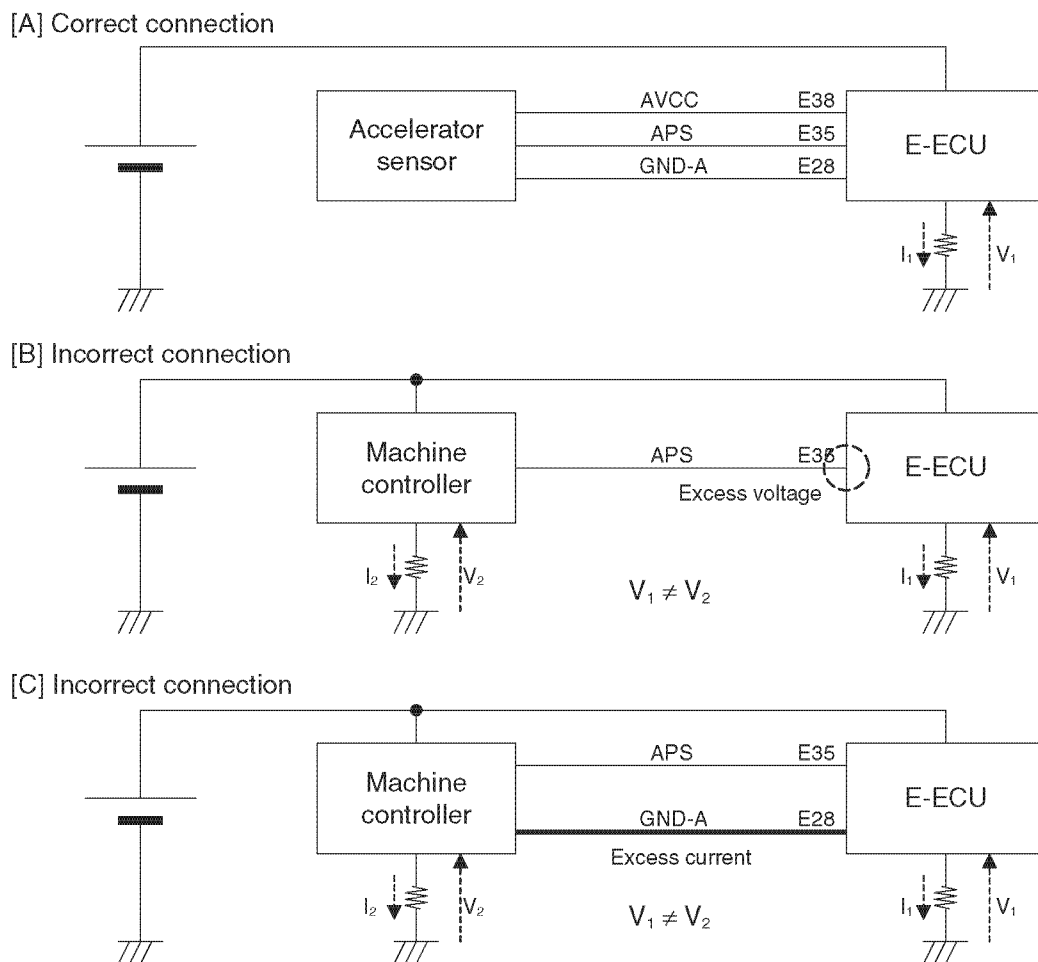 [A] Correct connection
Accelerator
sensor
AVCC
E38
APS
E35
GND-A
E28
E-ECU
I₁
V₁
[B] Incorrect connection
Machine
controller
APS
E35
Excess voltage
E-ECU
I₂
V₂
V₁ ≠ V₂
I₁
V₁
[C] Incorrect connection
Machine
controller
APS
E35
GND-A
E28
Excess current
E-ECU
I₂
V₂
V₁ ≠ V₂
I₁
V₁